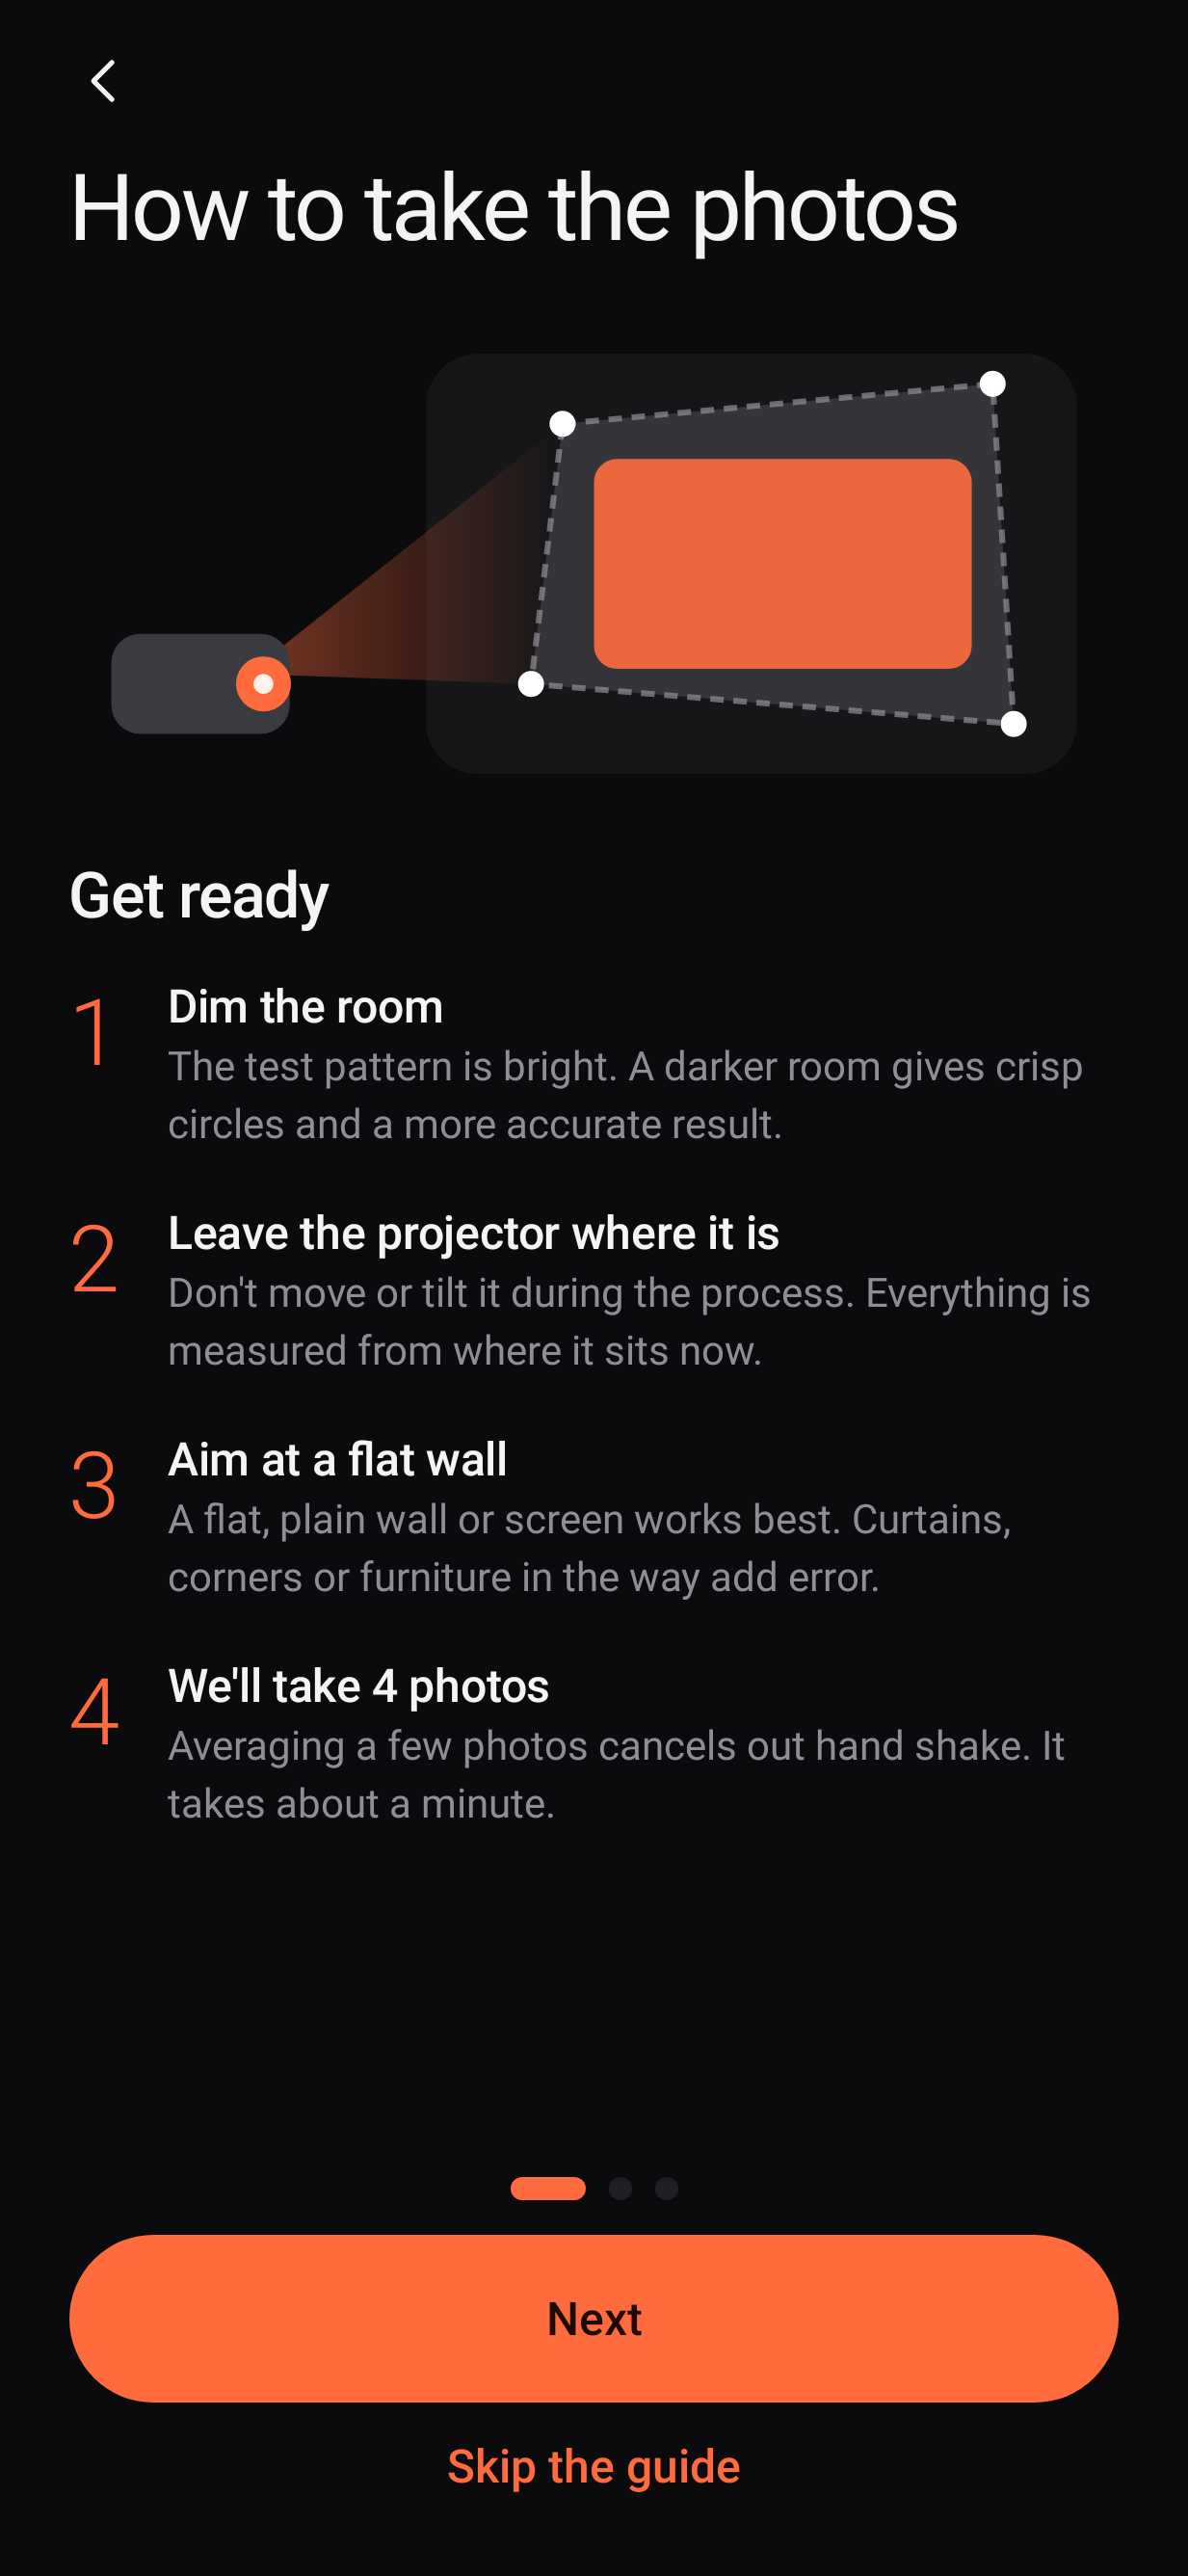 How to take the photos
Get ready
1
Dim the room
The test pattern is bright. A darker room gives crisp
circles and a more accurate result.
2
Leave the projector where it is
Don't move or tilt it during the process. Everything is
measured from where it sits now.
3
Aim at a flat wall
A flat, plain wall or screen works best. Curtains,
corners or furniture in the way add error.
4
We'll take 4 photos
Averaging a few photos cancels out hand shake. It
takes about a minute.
Next
Skip the guide